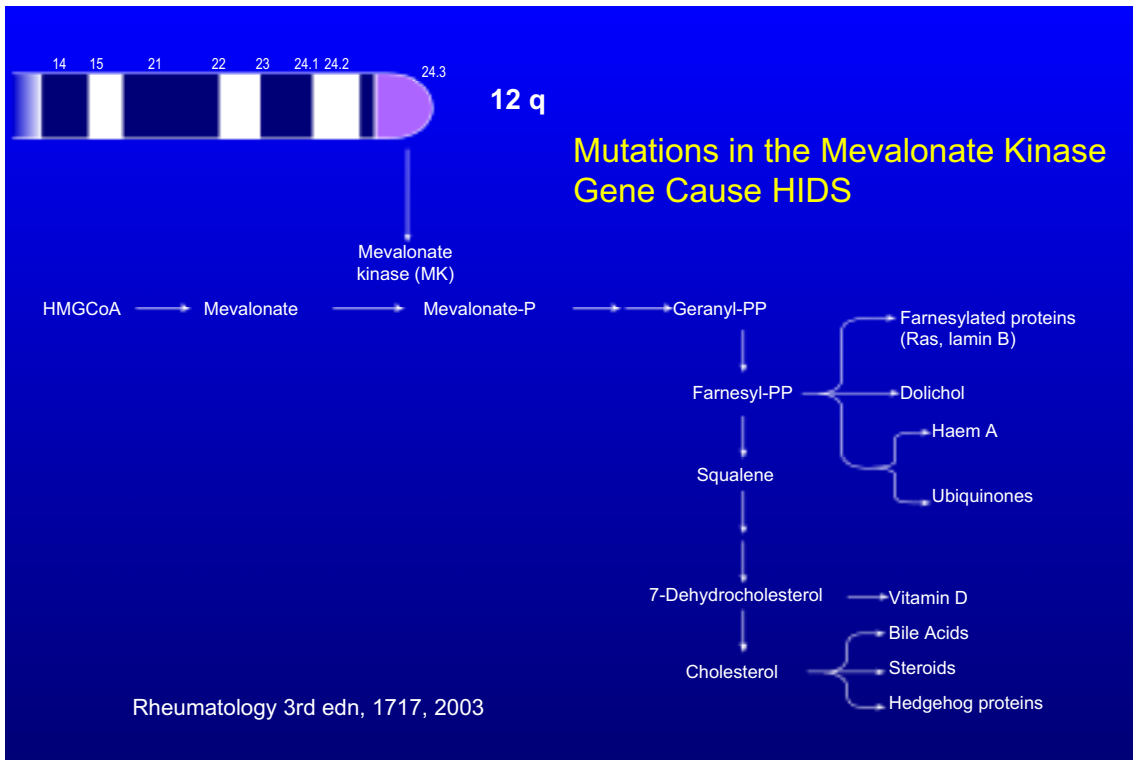 14 15 21 22 23 24.1 24.2
24.3
12 q
Mutations in the Mevalonate Kinase
Gene Cause HIDS
Mevalonate
kinase (MK)
HMGCoA Mevalonate Mevalonate-P Geranyl-PP
Farnesylated proteins
(Ras, lamin B)
Farnesyl-PP Dolichol
Haem A
Squalene
Ubiquinones
7-Dehydrocholesterol Vitamin D
Bile Acids
Cholesterol Steroids
Hedgehog proteins
Rheumatology 3rd edn, 1717, 2003